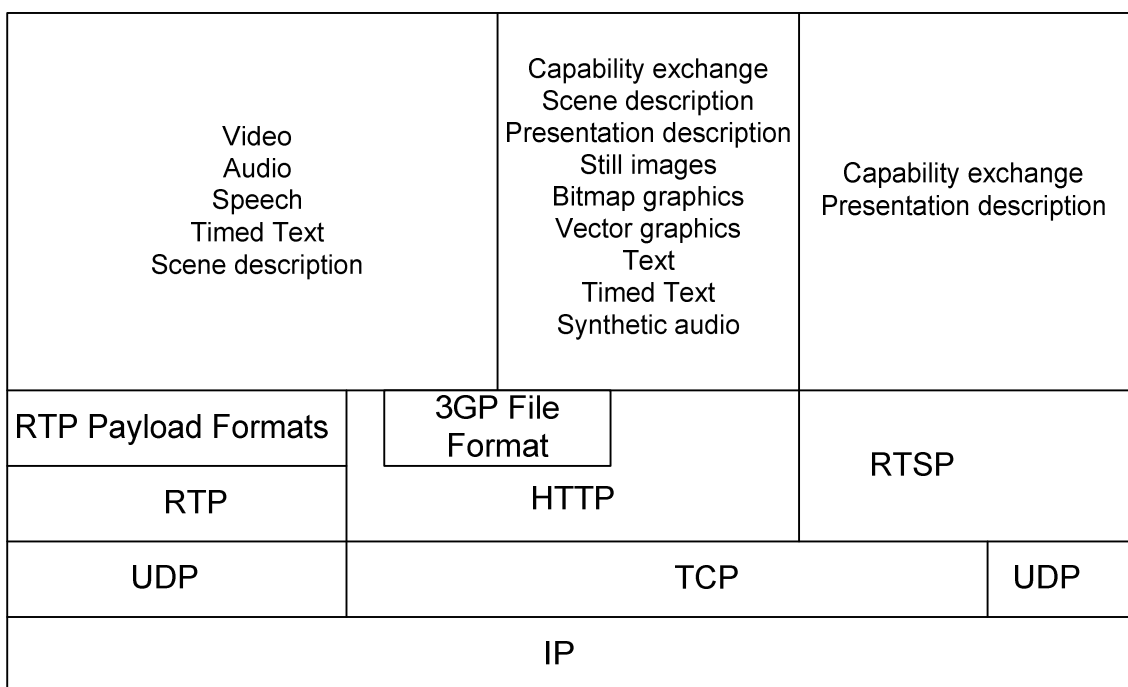 Video
Audio
Speech
Timed Text
Scene description
Capability exchange
Scene description
Presentation description
Still images
Bitmap graphics
Vector graphics
Text
Timed Text
Synthetic audio
Capability exchange
Presentation description
RTP Payload Formats
3GP File
Format
RTSP
RTP
HTTP
UDP
TCP
UDP
IP